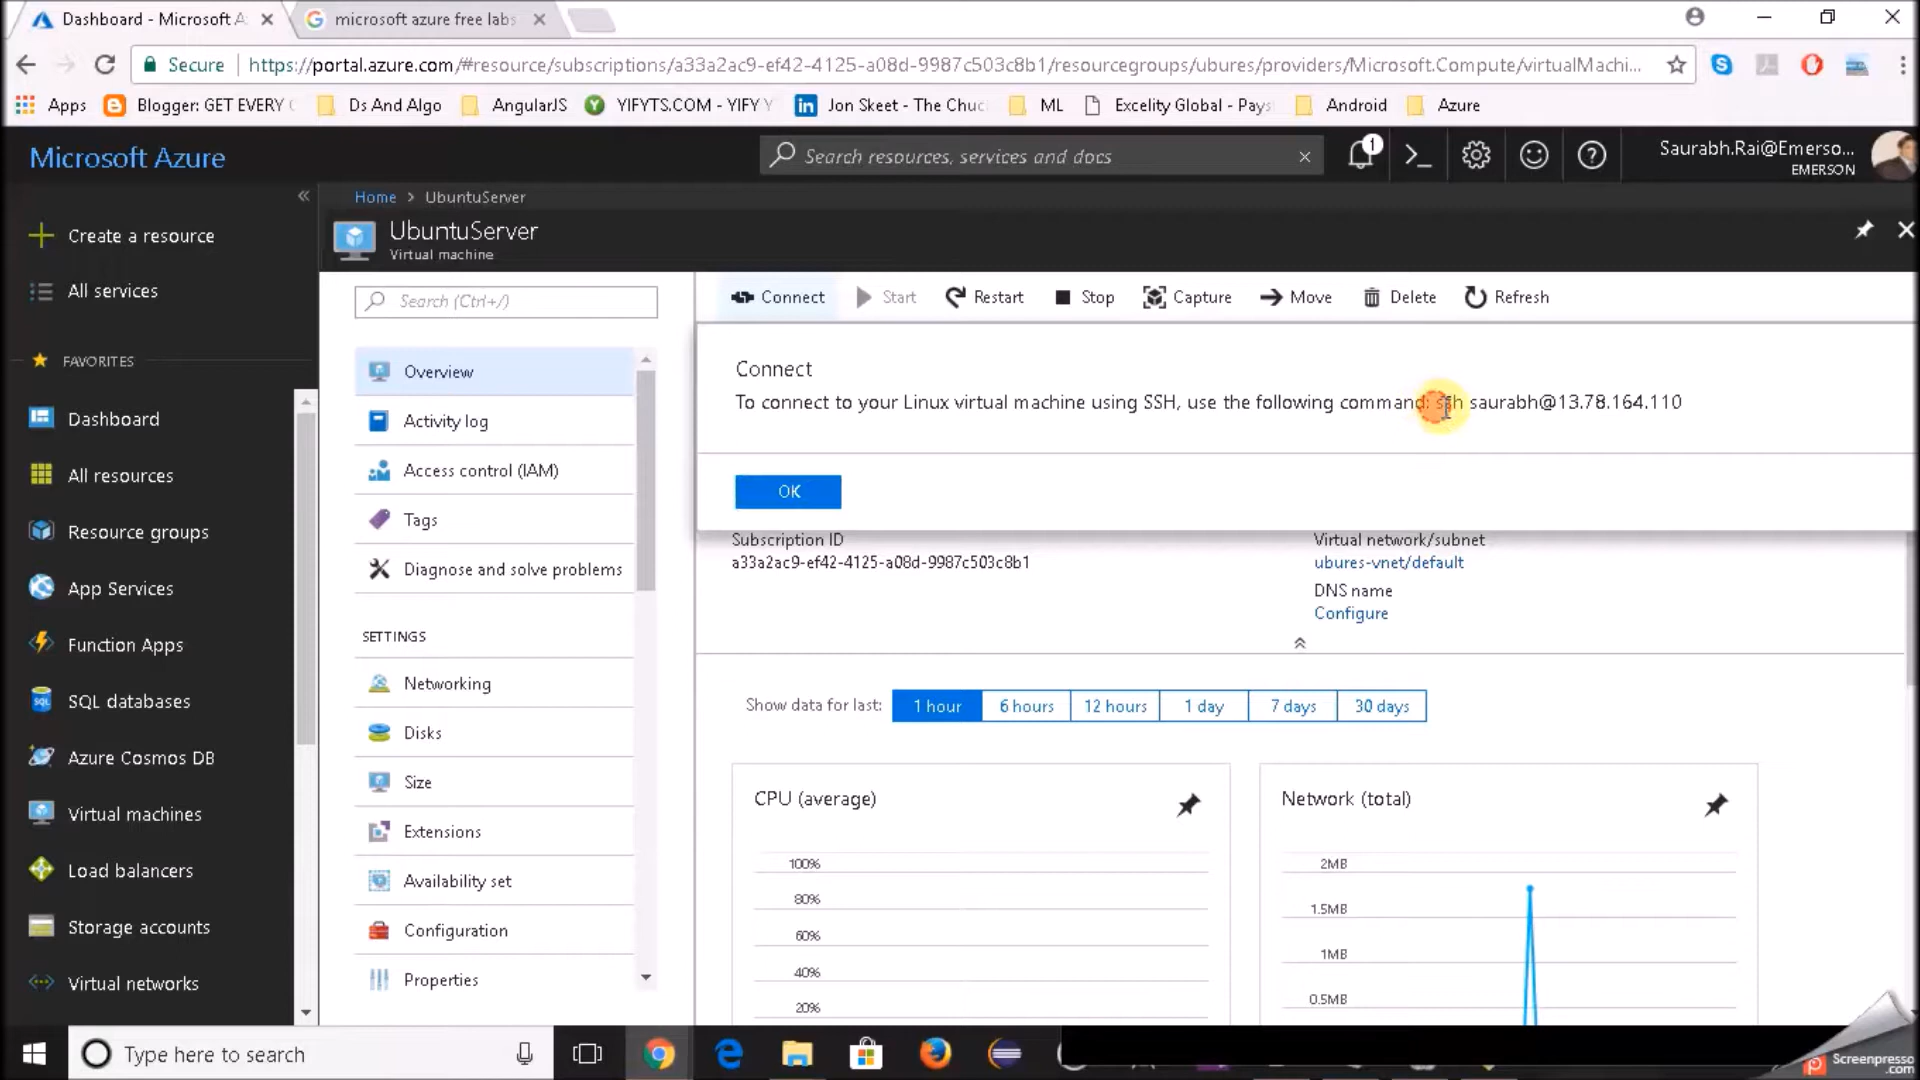 Dashboard - Microsoft A
microsoft azure free labs
Secure
https://portal.azure.com/#resource/subscriptions/a33a2ac9-ef42-4125-a08d-9987c503c8b1/resourcegroups/ubures/providers/Microsoft.Compute/virtualMachi...
Apps
Blogger: GET EVERY
Ds And Algo
AngularJS
YIFYTS.COM - YIFY
Jon Skeet - The Chuc
ML
Excelity Global - Pays
Android
Azure
Microsoft Azure
Search resources, services and docs
1
Saurabh.Rai@Emerso...
EMERSON
Home > UbuntuServer
UbuntuServer
Virtual machine
Create a resource
All services
FAVORITES
Dashboard
All resources
Resource groups
App Services
Function Apps
SQL databases
Azure Cosmos DB
Virtual machines
Load balancers
Storage accounts
Virtual networks
Search (Ctrl+/)
Overview
Activity log
Access control (IAM)
Tags
Diagnose and solve problems
SETTINGS
Networking
Disks
Size
Extensions
Availability set
Configuration
Properties
Connect
Start
Restart
Stop
Capture
Move
Delete
Refresh
Connect
To connect to your Linux virtual machine using SSH, use the following command: ssh saurabh@13.78.164.110
OK
Subscription ID
a33a2ac9-ef42-4125-a08d-9987c503c8b1
Virtual network/subnet
ubures-vnet/default
DNS name
Configure
Show data for last:
1 hour
6 hours
12 hours
1 day
7 days
30 days
CPU (average)
100%
80%
60%
40%
20%
Network (total)
2MB
1.5MB
1MB
0.5MB
Type here to search
Screenpresso
.com